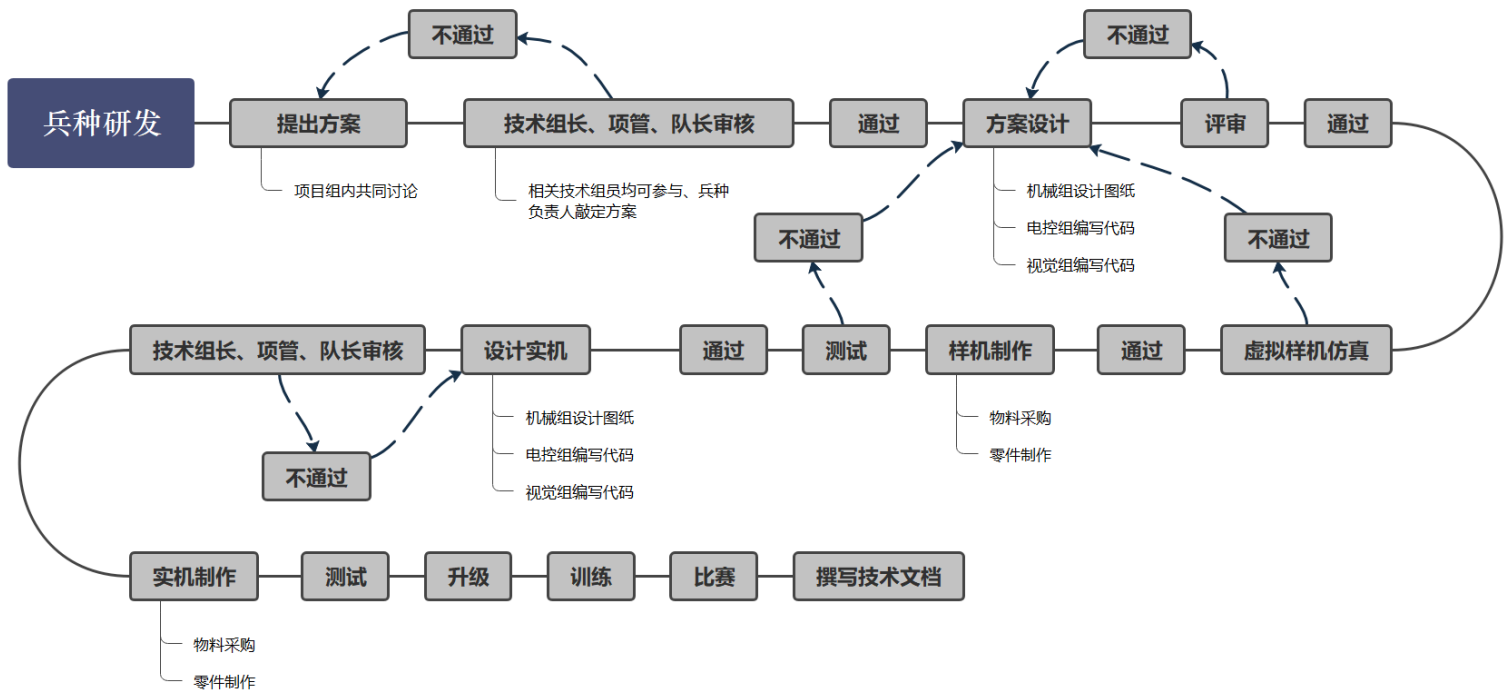 不通过
不通过
兵种研发
提出方案
技术组长、项管、队长审核
通过
方案设计
评审
通过
项目组内共同讨论
相关技术组员均可参与、兵种
负责人敲定方案
机械组设计图纸
电控组编写代码
视觉组编写代码
不通过
不通过
技术组长、项管、队长审核
设计实机
通过
测试
样机制作
通过
虚拟样机仿真
机械组设计图纸
电控组编写代码
视觉组编写代码
物料采购
零件制作
不通过
实机制作
测试
升级
训练
比赛
撰写技术文档
物料采购
零件制作